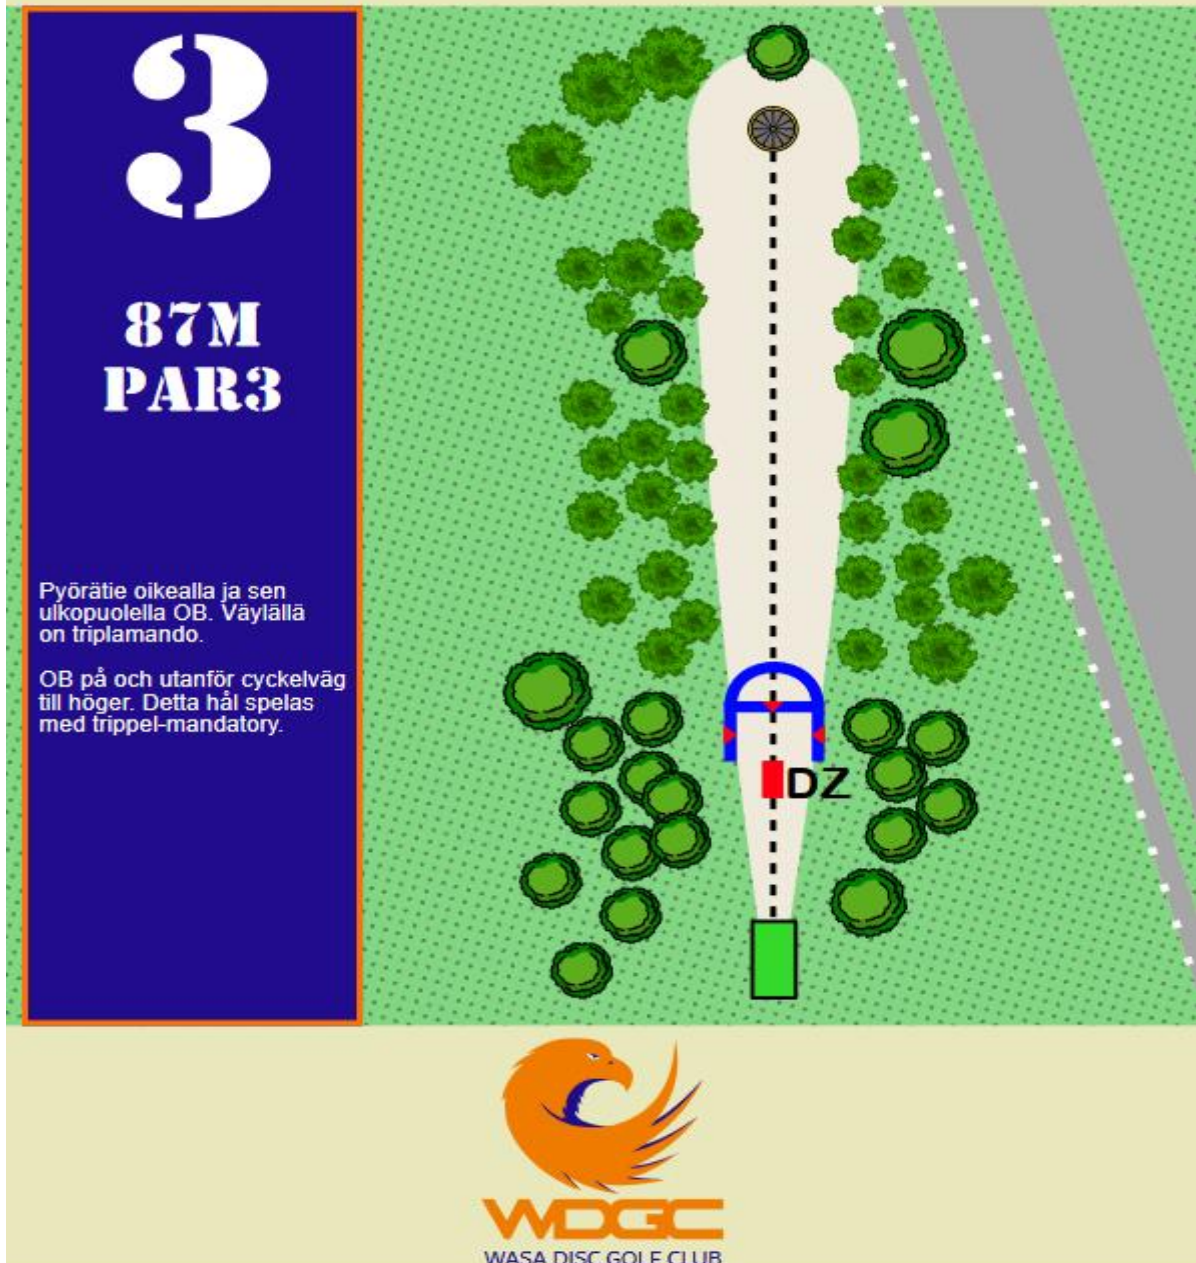 3
87M
PAR3
Pyörätie oikealla ja sen
ulkopuolella OB. Väylällä
on triplamando.
OB på och utanför cyckelväg
till höger. Detta hål spelas
med trippel-mandatory.
DZ
WDGC
WASA DISC GOLF CLUB